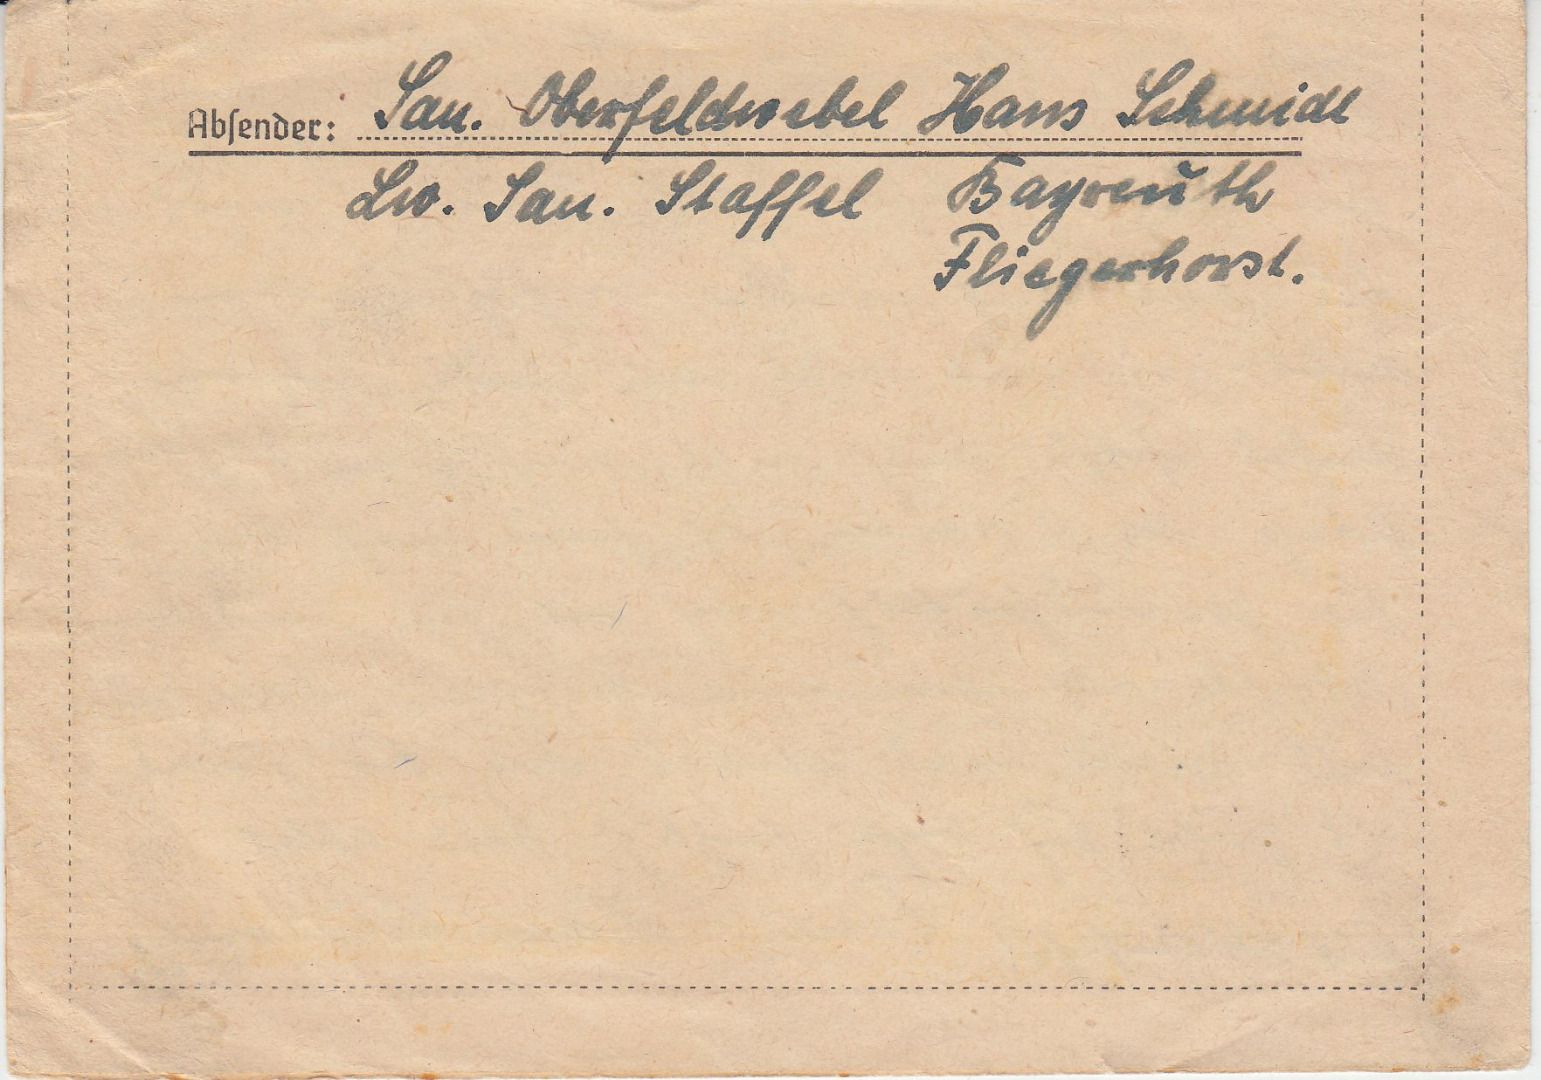 Absender: San. Oberfeldwebel Hans Schmidt
Lw. San. Staffel Bayreuth
Fliegerhorst.